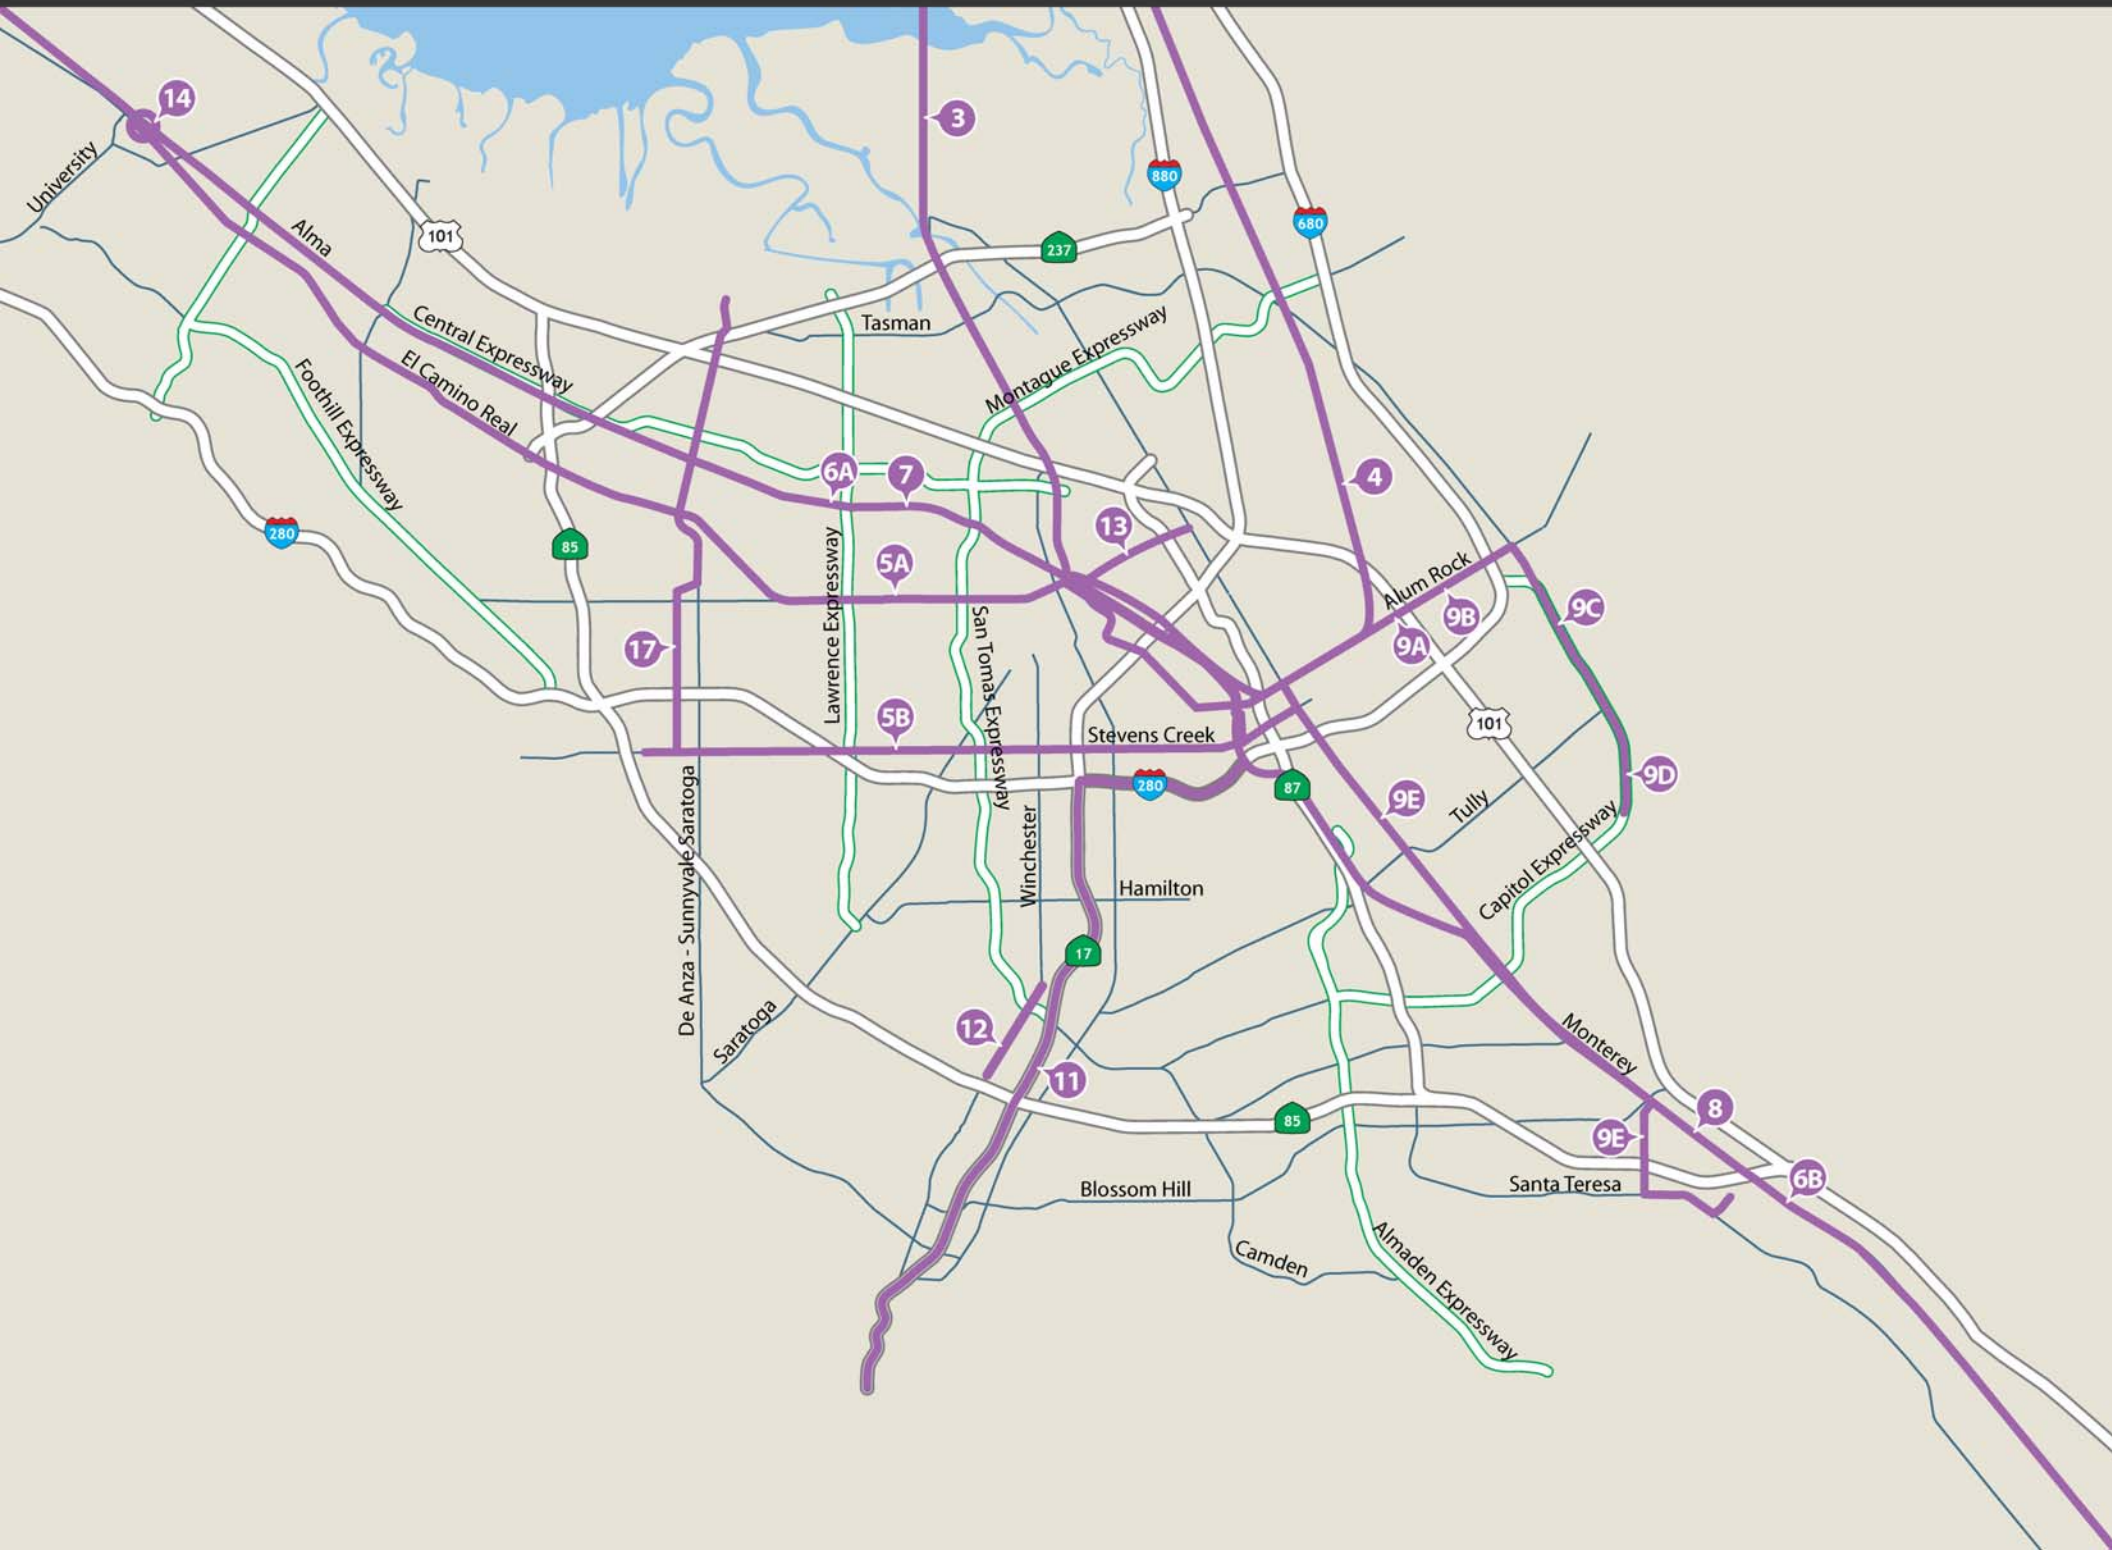 14
3
University
880
680
Alma
101
237
Central Expressway
Tasman
Montague Expressway
El Camino Real
Foothill Expressway
6A
7
4
280
85
13
5A
Alum Rock
9B
9C
9A
Lawrence Expressway
San Tomas Expressway
17
5B
Stevens Creek
101
9D
280
87
9E
Tully
De Anza - Sunnyvale Saratoga
Winchester
Hamilton
Capitol Expressway
17
Saratoga
12
11
Monterey
8
85
9E
6B
Blossom Hill
Santa Teresa
Camden
Almaden Expressway